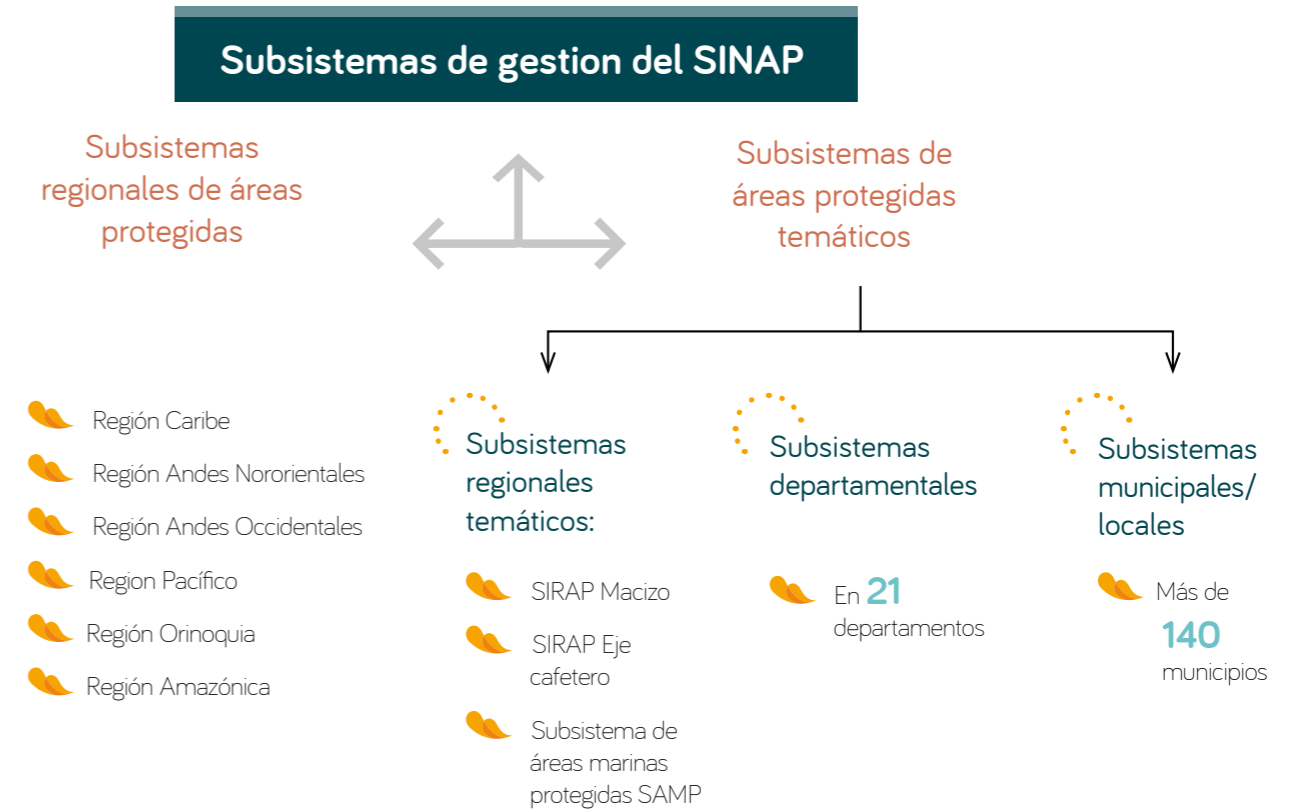 Subsistemas de gestion del SINAP
Subsistemas
regionales de áreas
protegidas
Subsistemas de
áreas protegidas
temáticos
Región Caribe
Región Andes Nororientales
Región Andes Occidentales
Region Pacífico
Región Orinoquia
Región Amazónica
Subsistemas
regionales
temáticos:
SIRAP Macizo
SIRAP Eje
cafetero
Subsistema de
áreas marinas
protegidas SAMP
Subsistemas
departamentales
En 21
departamentos
Subsistemas
municipales/
locales
Más de
140
municipios